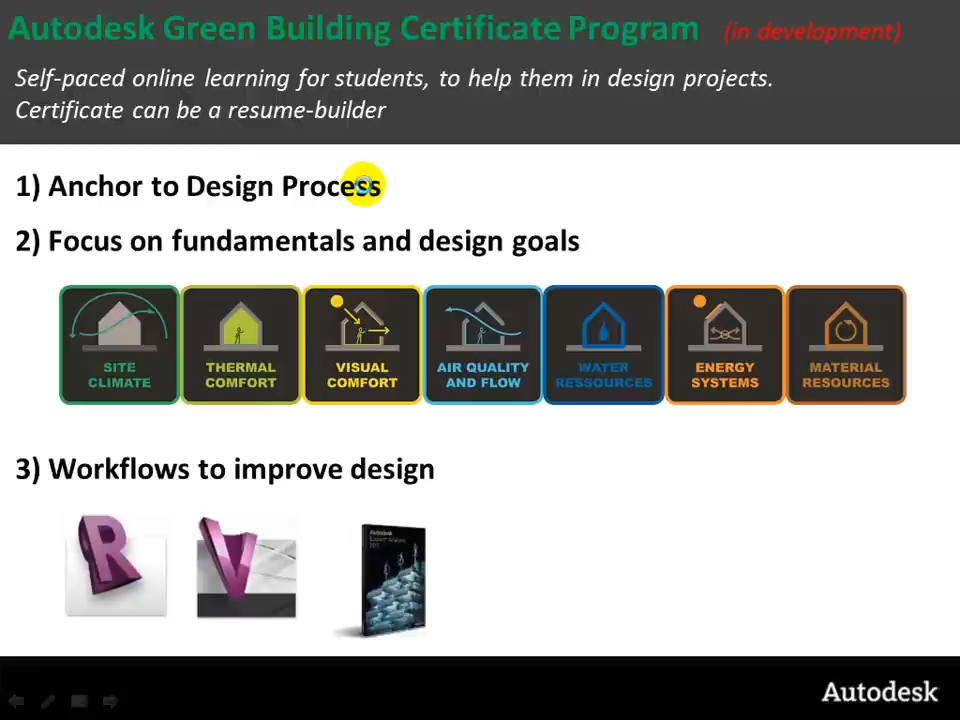 Autodesk Green Building Certificate Program (in development)
Self-paced online learning for students, to help them in design projects.
Certificate can be a resume-builder
1) Anchor to Design Process
2) Focus on fundamentals and design goals
SITE
CLIMATE
THERMAL
COMFORT
VISUAL
COMFORT
AIR QUALITY
AND FLOW
WATER
RESSOURCES
ENERGY
SYSTEMS
MATERIAL
RESOURCES
3) Workflows to improve design
R
V
Autodesk
Autodesk